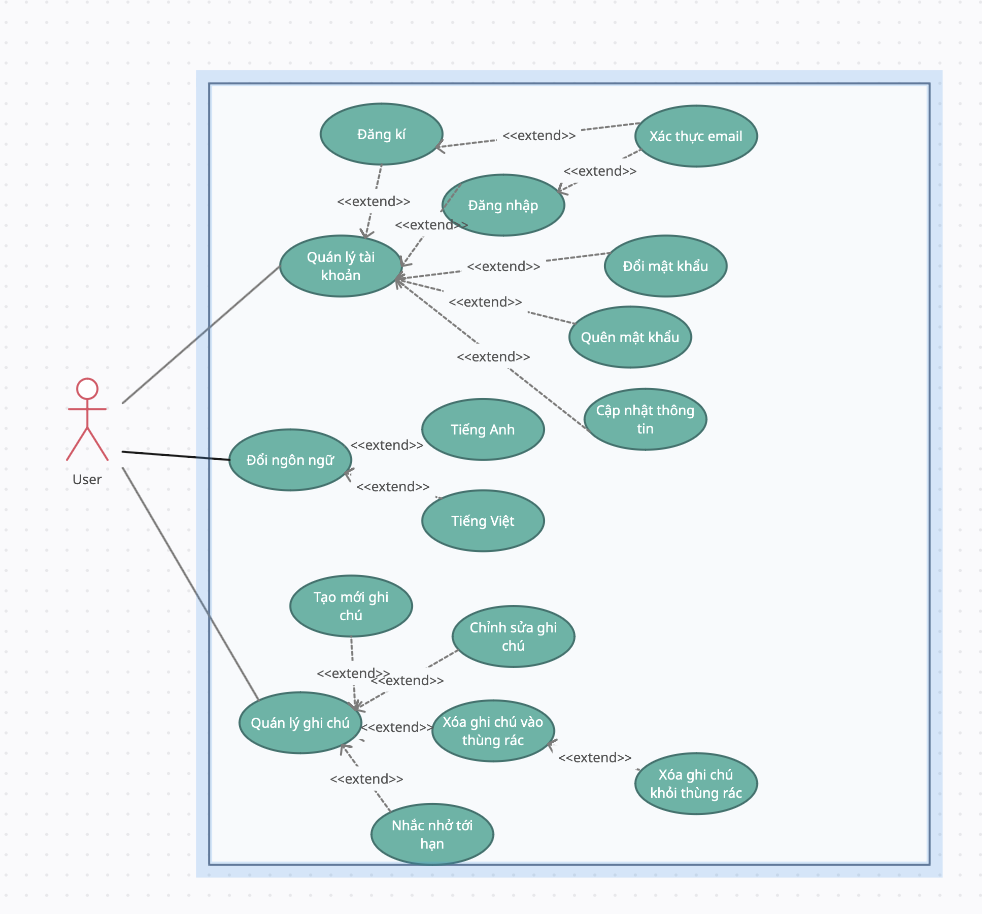 Đăng kí
<<extend>>
Xác thực email
<<extend>>
<<extend>>
Đăng nhập
<<extend>>
Quán lý tài
khoản
<<extend>>
Đổi mật khẩu
<<extend>>
Quên mật khẩu
<<extend>>
Cập nhật thông
tin
User
Đổi ngôn ngữ
<<extend>>
Tiếng Anh
<<extend>>
Tiếng Việt
Tạo mới ghi
chú
Chỉnh sửa ghi
chú
<<extend>>
<<extend>>
Quán lý ghi chú
<<extend>>
Xóa ghi chú vào
thùng rác
<<extend>>
Xóa ghi chú
khỏi thùng rác
<<extend>>
Nhắc nhở tới
hạn